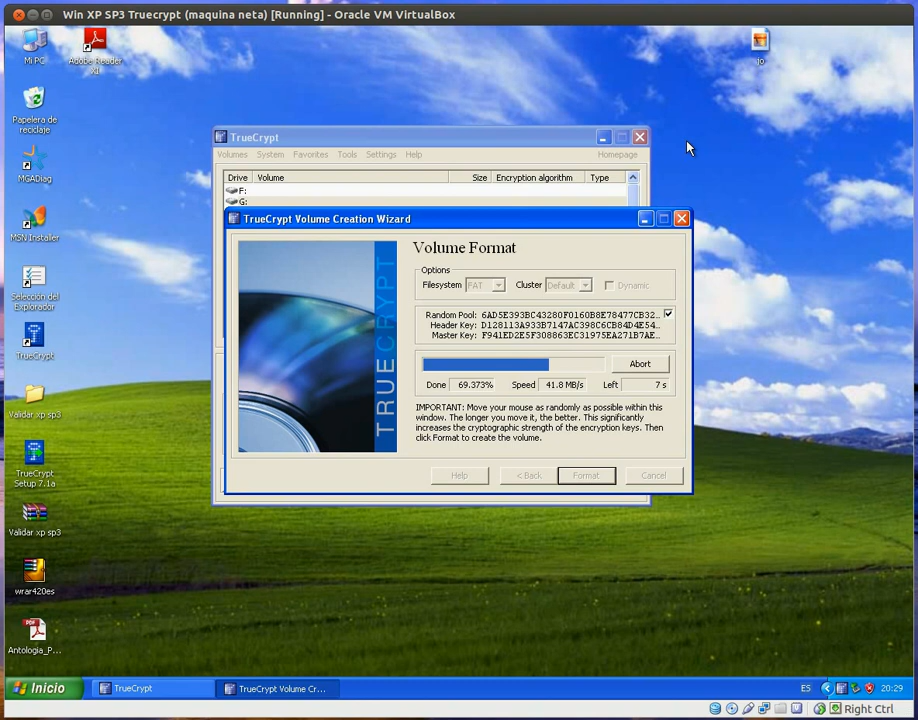 Win XP SP3 Truecrypt (maquina neta) [Running] - Oracle VM VirtualBox
Mi PC
Adobe Reader XI
jo
Papelera de reciclaje
MGADiag
MSN Installer
Selección del Explorador
TrueCrypt
Validar xp sp3
TrueCrypt Setup 7.1a
Validar xp sp3
wrar420es
Antologia_P...
TrueCrypt
Volumes System Favorites Tools Settings Help Homepage
Drive Volume Size Encryption algorithm Type
F:
G:
TrueCrypt Volume Creation Wizard
TRUECRYPT
Volume Format
Options
Filesystem FAT Cluster Default Dynamic
Random Pool: 6AD5E393BC43280F0160B8E78477CB32...
Header Key: D128113A933B7147AC398C6CB84D4E54...
Master Key: F941ED2E5F308863EC31975EA271B7AE...
Abort
Done 69.373% Speed 41.8 MB/s Left 7 s
IMPORTANT: Move your mouse as randomly as possible within this
window. The longer you move it, the better. This significantly
increases the cryptographic strength of the encryption keys. Then
click Format to create the volume.
Help < Back Format Cancel
Inicio TrueCrypt TrueCrypt Volume Cr... ES 20:29
Right Ctrl